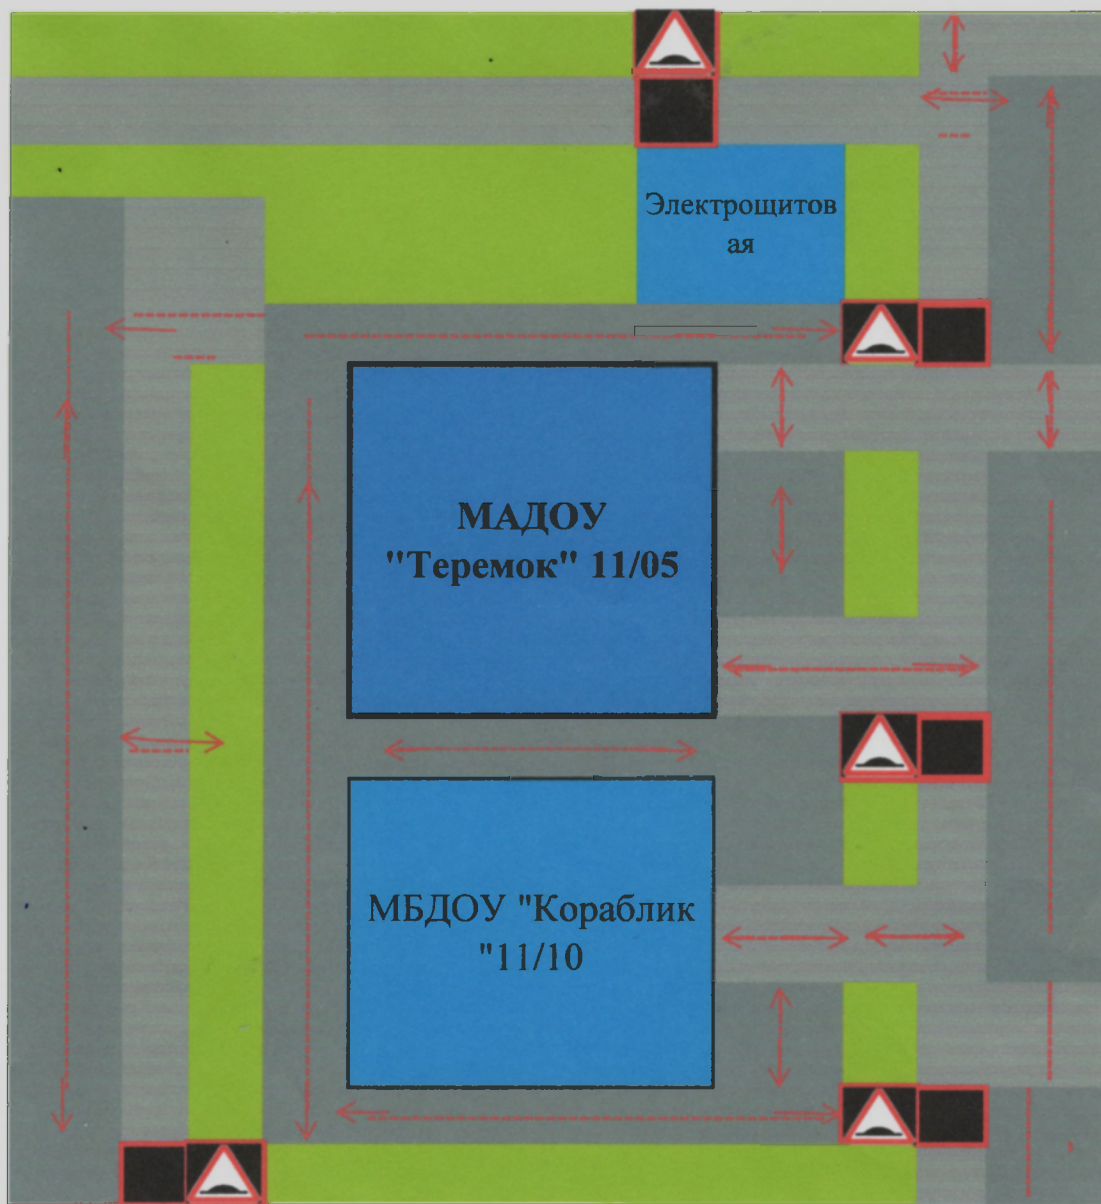 Электрощитов
ая
МАДОУ
"Теремок" 11/05
МБДОУ "Кораблик
"11/10